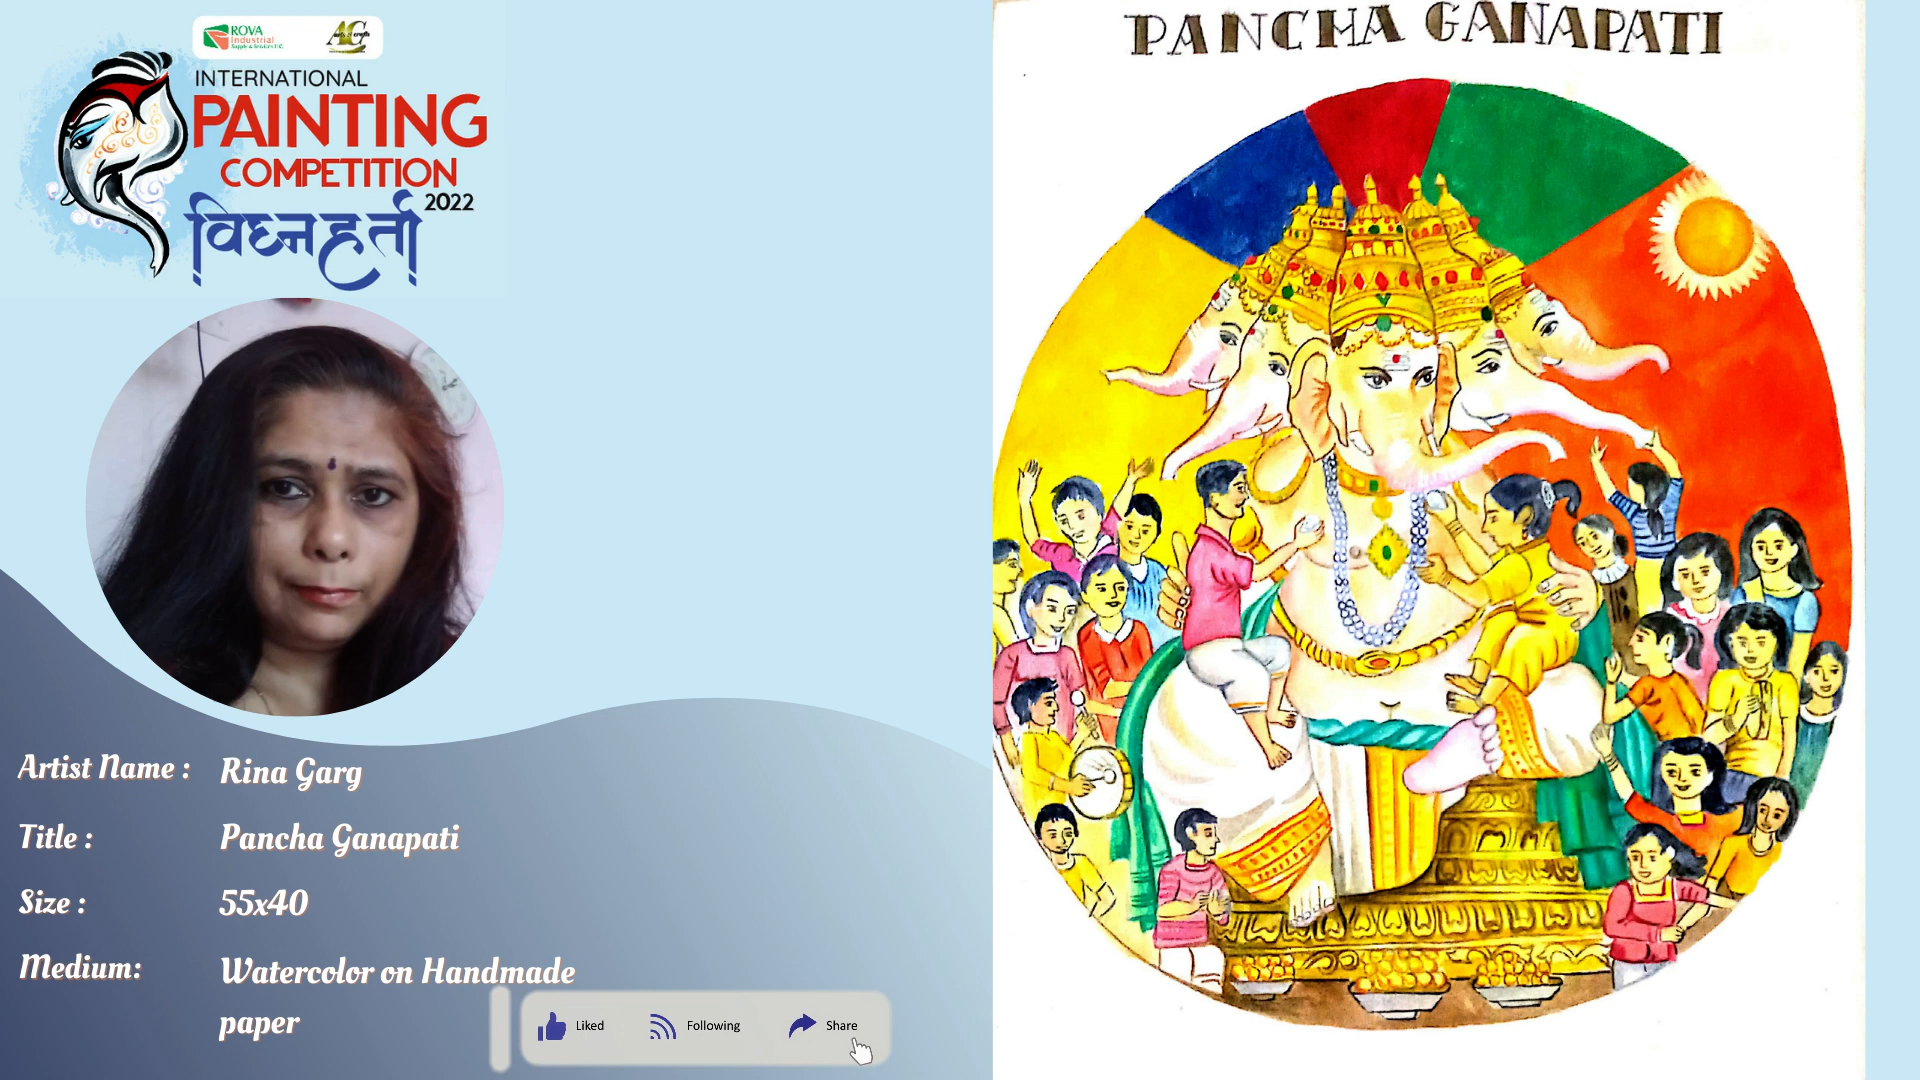 ROVA
Industrial
INTERNATIONAL
PAINTING
COMPETITION
2022
विघ्नहर्ता
Artist Name : Rina Garg
Title : Pancha Ganapati
Size : 55x40
Medium: Watercolor on Handmade
paper
Liked Following Share
PANCHA GANAPATI